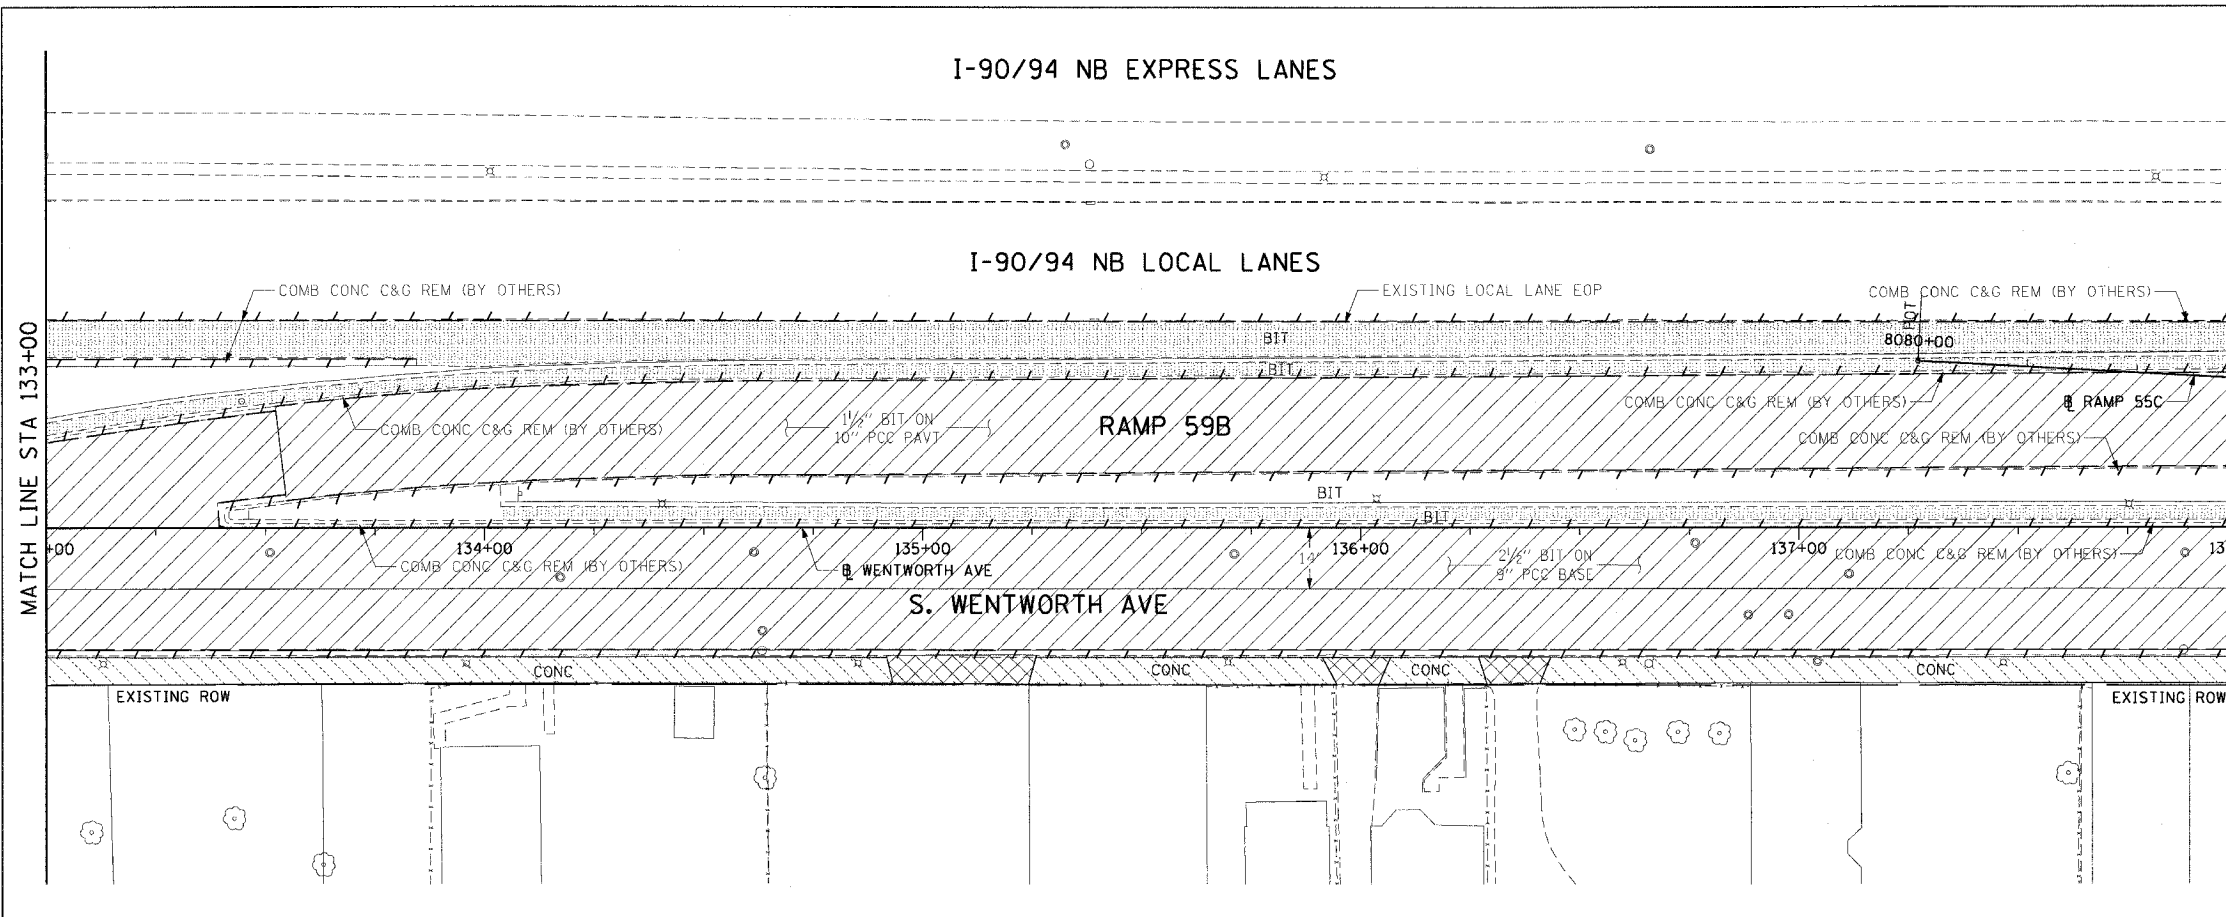 I-90/94 NB EXPRESS LANES
I-90/94 NB LOCAL LANES
COMB CONC C&G REM (BY OTHERS)
EXISTING LOCAL LANE EOP
COMB CONC C&G REM (BY OTHERS)
MATCH LINE STA 133+00
POT
8080+00
BIT
BIT
COMB CONC C&G REM (BY OTHERS)
1½" BIT ON
10" PCC PAVT
RAMP 59B
COMB CONC C&G REM (BY OTHERS)
℄ RAMP 55C
COMB CONC C&G REM (BY OTHERS)
BIT
BIT
+00
134+00
135+00
136+00
137+00
13
COMB CONC C&G REM (BY OTHERS)
℄ WENTWORTH AVE
14'
2½" BIT ON
9" PCC BASE
COMB CONC C&G REM (BY OTHERS)
S. WENTWORTH AVE
CONC
CONC
CONC
CONC
EXISTING ROW
EXISTING ROW